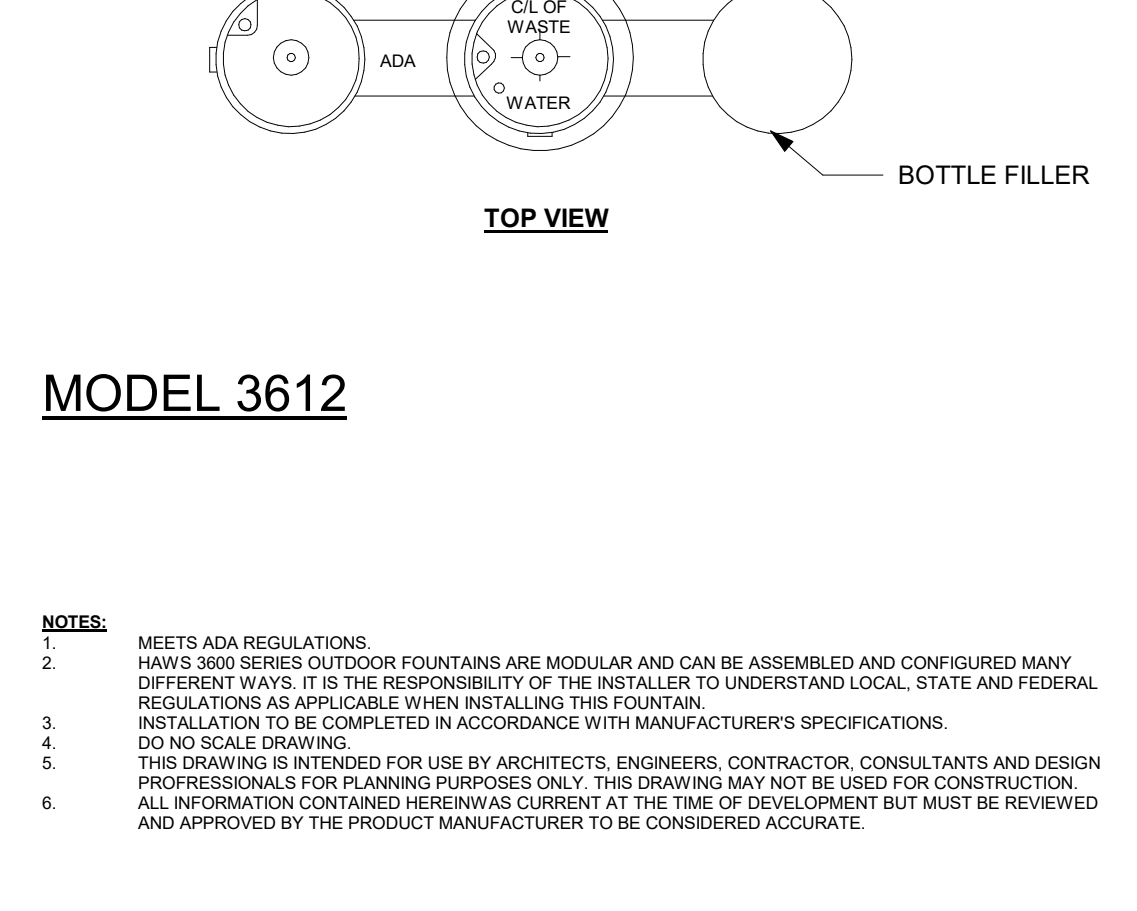 C/L OF
WASTE
ADA
WATER
BOTTLE FILLER
TOP VIEW
MODEL 3612
NOTES:
1. MEETS ADA REGULATIONS.
2. HAWS 3600 SERIES OUTDOOR FOUNTAINS ARE MODULAR AND CAN BE ASSEMBLED AND CONFIGURED MANY
DIFFERENT WAYS. IT IS THE RESPONSIBILITY OF THE INSTALLER TO UNDERSTAND LOCAL, STATE AND FEDERAL
REGULATIONS AS APPLICABLE WHEN INSTALLING THIS FOUNTAIN.
3. INSTALLATION TO BE COMPLETED IN ACCORDANCE WITH MANUFACTURER'S SPECIFICATIONS.
4. DO NO SCALE DRAWING.
5. THIS DRAWING IS INTENDED FOR USE BY ARCHITECTS, ENGINEERS, CONTRACTOR, CONSULTANTS AND DESIGN
PROFRESSIONALS FOR PLANNING PURPOSES ONLY. THIS DRAWING MAY NOT BE USED FOR CONSTRUCTION.
6. ALL INFORMATION CONTAINED HEREINWAS CURRENT AT THE TIME OF DEVELOPMENT BUT MUST BE REVIEWED
AND APPROVED BY THE PRODUCT MANUFACTURER TO BE CONSIDERED ACCURATE.